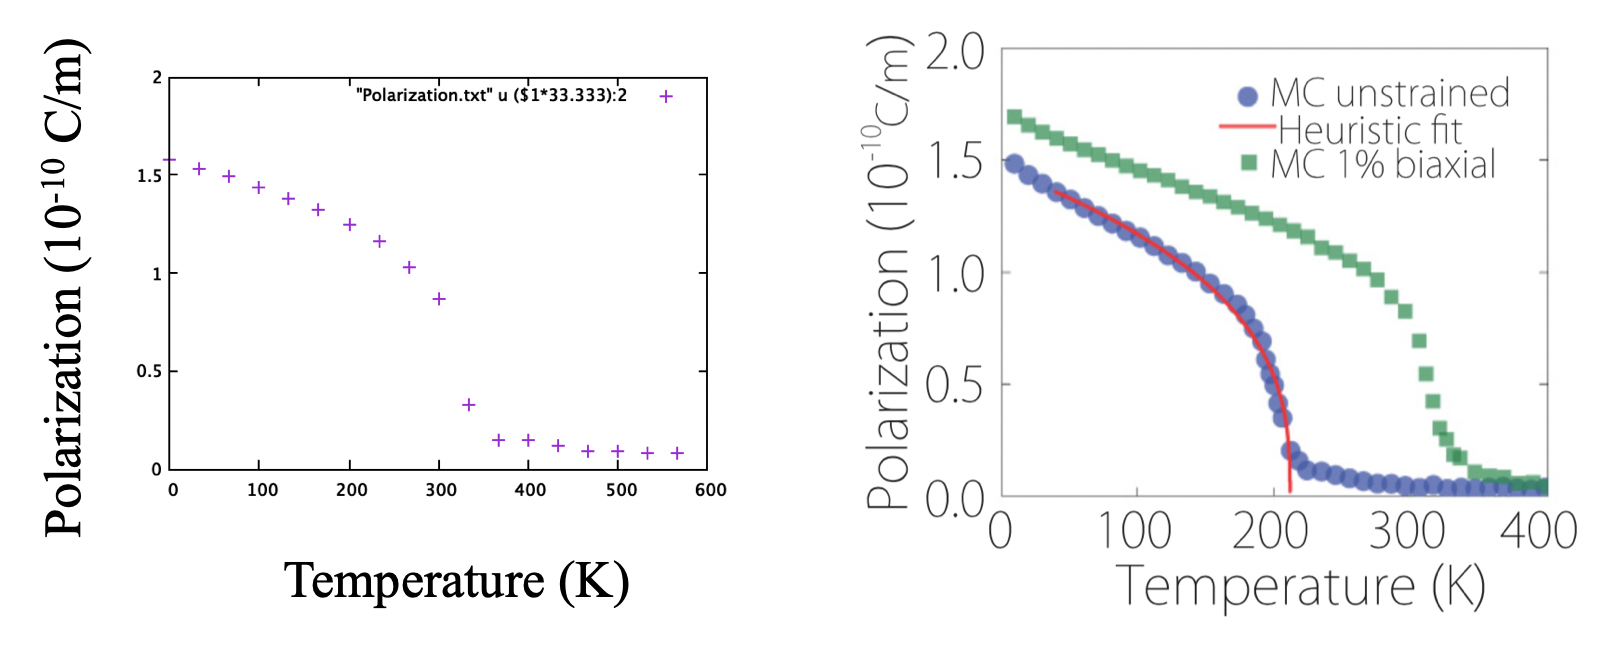 Polarization (10⁻¹⁰ C/m)
2
1.5
1
0.5
0
"Polarization.txt" u ($1*33.333):2
0 100 200 300 400 500 600
Temperature (K)
Polarization (10⁻¹⁰C/m)
2.0
1.5
1.0
0.5
0.0
MC unstrained
Heuristic fit
MC 1% biaxial
0 100 200 300 400
Temperature (K)